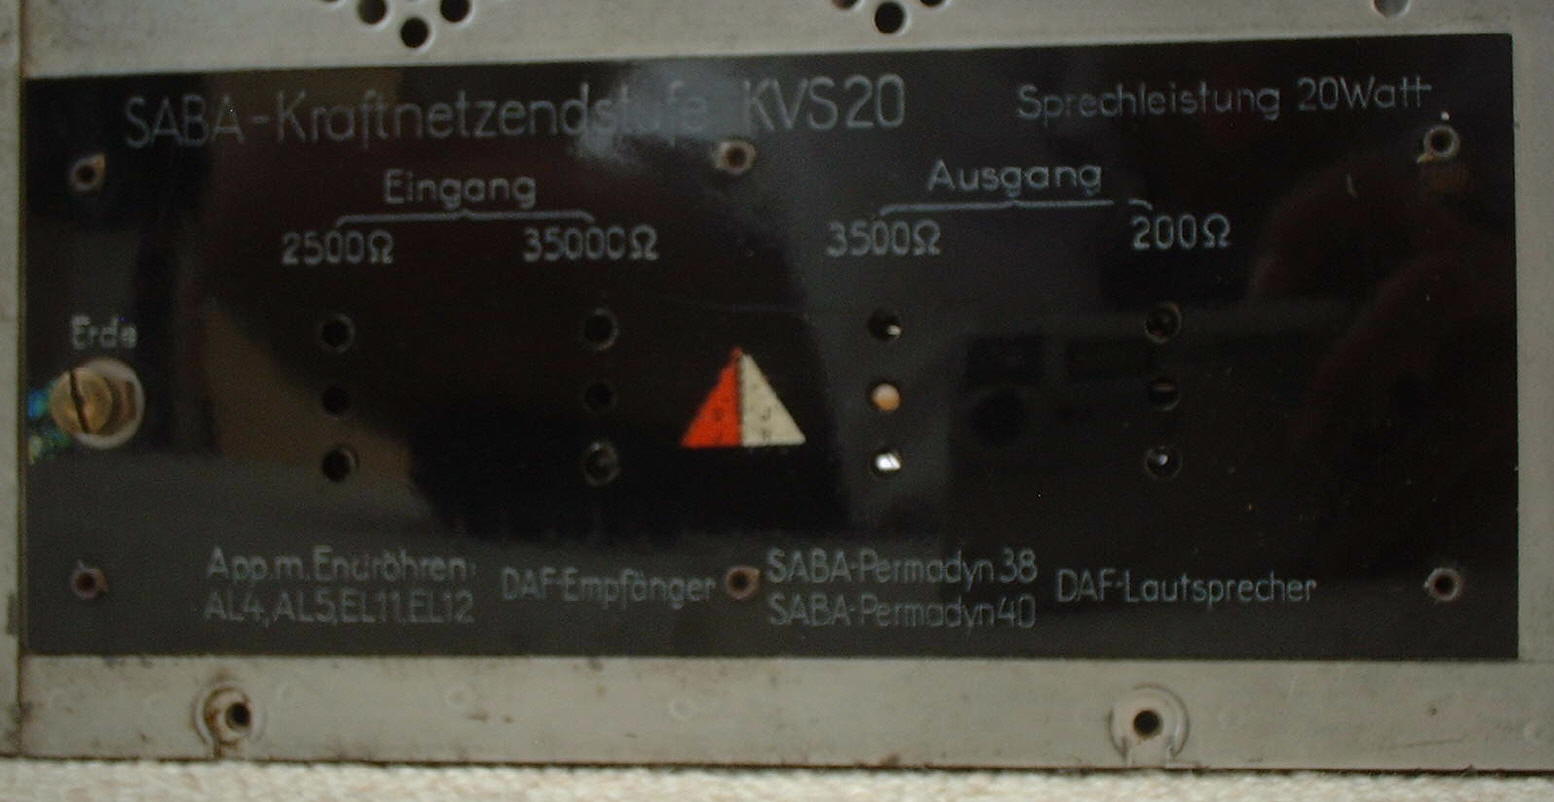 SABA-Kraftnetzendstufe KVS20 Sprechleistung 20Watt
Eingang Ausgang
2500Ω 35000Ω 3500Ω 200Ω
Erde
App.m.Endröhren: DAF-Empfänger SABA-Permadyn 38 DAF-Lautsprecher
AL4,AL5,EL11.EL12 SABA-Permadyn 40